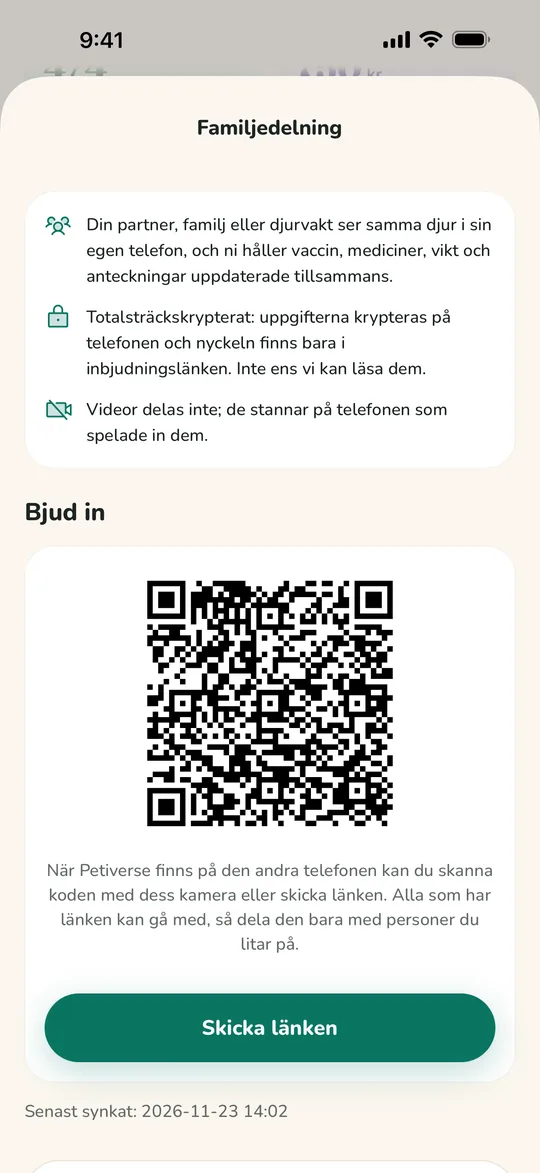 9:41
kr
Familjedelning
Din partner, familj eller djurvakt ser samma djur i sin
egen telefon, och ni håller vaccin, mediciner, vikt och
anteckningar uppdaterade tillsammans.
Totalsträckskrypterat: uppgifterna krypteras på
telefonen och nyckeln finns bara i
inbjudningslänken. Inte ens vi kan läsa dem.
Videor delas inte; de stannar på telefonen som
spelade in dem.
Bjud in
När Petiverse finns på den andra telefonen kan du skanna
koden med dess kamera eller skicka länken. Alla som har
länken kan gå med, så dela den bara med personer du
litar på.
Skicka länken
Senast synkat: 2026-11-23 14:02